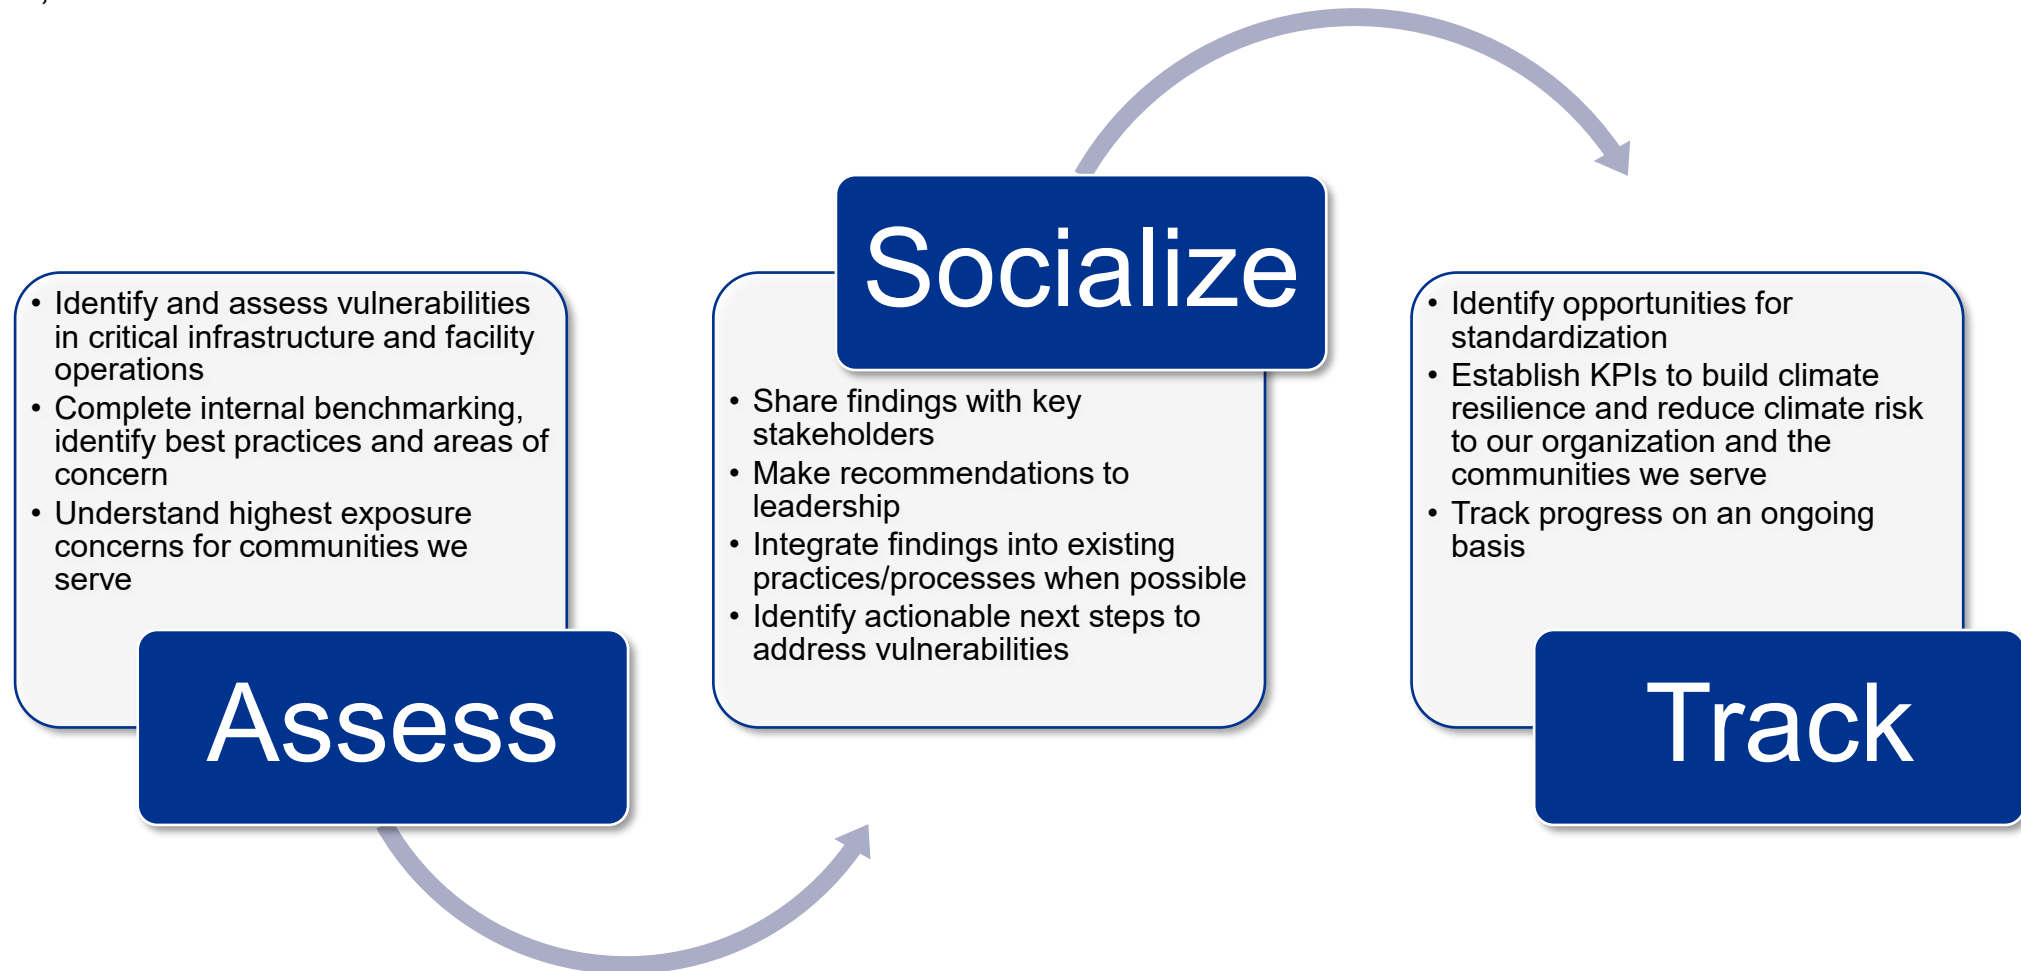 • Identify and assess vulnerabilities
in critical infrastructure and facility
operations
• Complete internal benchmarking,
identify best practices and areas of
concern
• Understand highest exposure
concerns for communities we
serve
Assess
Socialize
• Share findings with key
stakeholders
• Make recommendations to
leadership
• Integrate findings into existing
practices/processes when possible
• Identify actionable next steps to
address vulnerabilities
• Identify opportunities for
standardization
• Establish KPIs to build climate
resilience and reduce climate risk
to our organization and the
communities we serve
• Track progress on an ongoing
basis
Track